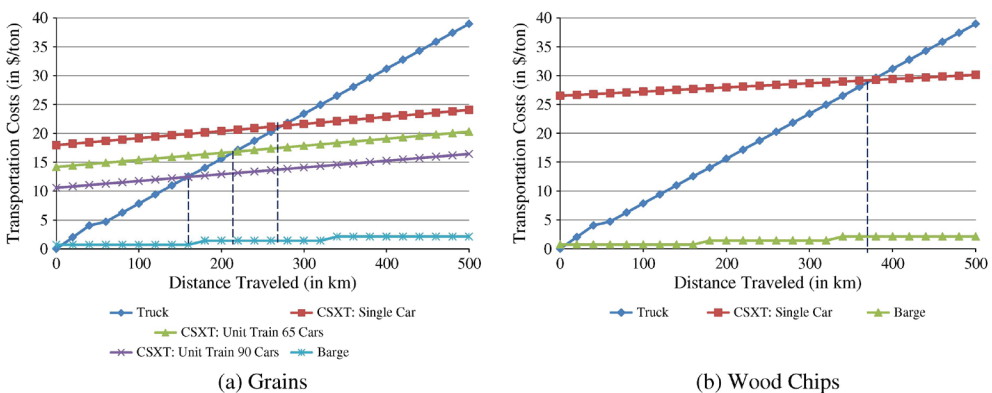 Transportation Costs (in $/ton)
40
35
30
25
20
15
10
5
0
0 100 200 300 400 500
Distance Traveled (in km)
Truck CSXT: Single Car
CSXT: Unit Train 65 Cars
CSXT: Unit Train 90 Cars Barge
(a) Grains
Transportation Costs (in $/ton)
40
35
30
25
20
15
10
5
0
0 100 200 300 400 500
Distance Traveled (in km)
Truck CSXT: Single Car Barge
(b) Wood Chips